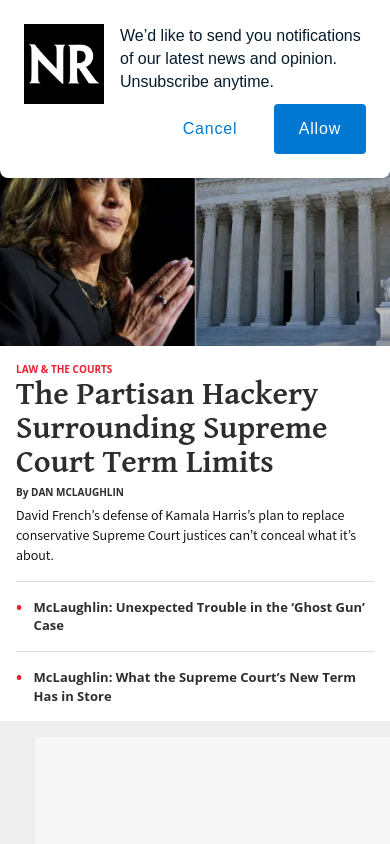 NR
We’d like to send you notifications
of our latest news and opinion.
Unsubscribe anytime.
Cancel
Allow
LAW & THE COURTS
The Partisan Hackery
Surrounding Supreme
Court Term Limits
By DAN MCLAUGHLIN
David French’s defense of Kamala Harris’s plan to replace
conservative Supreme Court justices can’t conceal what it’s
about.
• McLaughlin: Unexpected Trouble in the ‘Ghost Gun’
Case
• McLaughlin: What the Supreme Court’s New Term
Has in Store